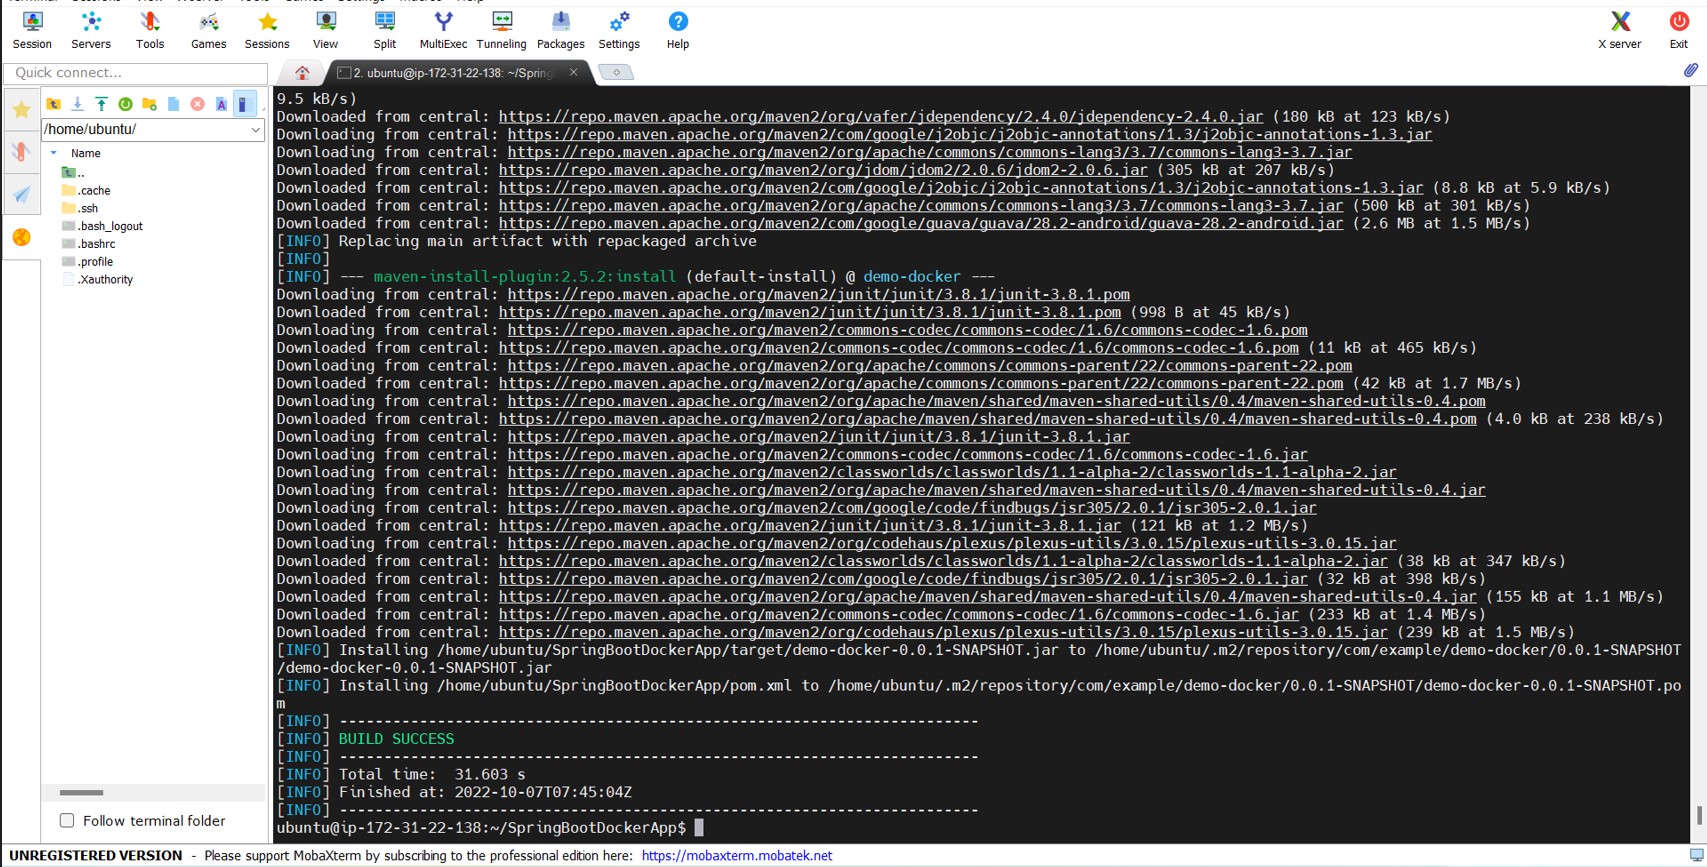 Session
Servers
Tools
Games
Sessions
View
Split
MultiExec
Tunneling
Packages
Settings
Help
X server
Exit
Quick connect...
2. ubuntu@ip-172-31-22-138: ~/Spring
/home/ubuntu/
Name
..
.cache
.ssh
.bash_logout
.bashrc
.profile
.Xauthority
Follow terminal folder
9.5 kB/s)
Downloaded from central: https://repo.maven.apache.org/maven2/org/vafer/jdependency/2.4.0/jdependency-2.4.0.jar (180 kB at 123 kB/s)
Downloading from central: https://repo.maven.apache.org/maven2/com/google/j2objc/j2objc-annotations/1.3/j2objc-annotations-1.3.jar
Downloading from central: https://repo.maven.apache.org/maven2/org/apache/commons/commons-lang3/3.7/commons-lang3-3.7.jar
Downloaded from central: https://repo.maven.apache.org/maven2/org/jdom/jdom2/2.0.6/jdom2-2.0.6.jar (305 kB at 207 kB/s)
Downloaded from central: https://repo.maven.apache.org/maven2/com/google/j2objc/j2objc-annotations/1.3/j2objc-annotations-1.3.jar (8.8 kB at 5.9 kB/s)
Downloaded from central: https://repo.maven.apache.org/maven2/org/apache/commons/commons-lang3/3.7/commons-lang3-3.7.jar (500 kB at 301 kB/s)
Downloaded from central: https://repo.maven.apache.org/maven2/com/google/guava/guava/28.2-android/guava-28.2-android.jar (2.6 MB at 1.5 MB/s)
[INFO] Replacing main artifact with repackaged archive
[INFO]
[INFO] --- maven-install-plugin:2.5.2:install (default-install) @ demo-docker ---
Downloading from central: https://repo.maven.apache.org/maven2/junit/junit/3.8.1/junit-3.8.1.pom
Downloaded from central: https://repo.maven.apache.org/maven2/junit/junit/3.8.1/junit-3.8.1.pom (998 B at 45 kB/s)
Downloading from central: https://repo.maven.apache.org/maven2/commons-codec/commons-codec/1.6/commons-codec-1.6.pom
Downloaded from central: https://repo.maven.apache.org/maven2/commons-codec/commons-codec/1.6/commons-codec-1.6.pom (11 kB at 465 kB/s)
Downloading from central: https://repo.maven.apache.org/maven2/org/apache/commons/commons-parent/22/commons-parent-22.pom
Downloaded from central: https://repo.maven.apache.org/maven2/org/apache/commons/commons-parent/22/commons-parent-22.pom (42 kB at 1.7 MB/s)
Downloading from central: https://repo.maven.apache.org/maven2/org/apache/maven/shared/maven-shared-utils/0.4/maven-shared-utils-0.4.pom
Downloaded from central: https://repo.maven.apache.org/maven2/org/apache/maven/shared/maven-shared-utils/0.4/maven-shared-utils-0.4.pom (4.0 kB at 238 kB/s)
Downloading from central: https://repo.maven.apache.org/maven2/junit/junit/3.8.1/junit-3.8.1.jar
Downloading from central: https://repo.maven.apache.org/maven2/commons-codec/commons-codec/1.6/commons-codec-1.6.jar
Downloading from central: https://repo.maven.apache.org/maven2/classworlds/classworlds/1.1-alpha-2/classworlds-1.1-alpha-2.jar
Downloading from central: https://repo.maven.apache.org/maven2/org/apache/maven/shared/maven-shared-utils/0.4/maven-shared-utils-0.4.jar
Downloading from central: https://repo.maven.apache.org/maven2/com/google/code/findbugs/jsr305/2.0.1/jsr305-2.0.1.jar
Downloaded from central: https://repo.maven.apache.org/maven2/junit/junit/3.8.1/junit-3.8.1.jar (121 kB at 1.2 MB/s)
Downloading from central: https://repo.maven.apache.org/maven2/org/codehaus/plexus/plexus-utils/3.0.15/plexus-utils-3.0.15.jar
Downloaded from central: https://repo.maven.apache.org/maven2/classworlds/classworlds/1.1-alpha-2/classworlds-1.1-alpha-2.jar (38 kB at 347 kB/s)
Downloaded from central: https://repo.maven.apache.org/maven2/com/google/code/findbugs/jsr305/2.0.1/jsr305-2.0.1.jar (32 kB at 398 kB/s)
Downloaded from central: https://repo.maven.apache.org/maven2/org/apache/maven/shared/maven-shared-utils/0.4/maven-shared-utils-0.4.jar (155 kB at 1.1 MB/s)
Downloaded from central: https://repo.maven.apache.org/maven2/commons-codec/commons-codec/1.6/commons-codec-1.6.jar (233 kB at 1.4 MB/s)
Downloaded from central: https://repo.maven.apache.org/maven2/org/codehaus/plexus/plexus-utils/3.0.15/plexus-utils-3.0.15.jar (239 kB at 1.5 MB/s)
[INFO] Installing /home/ubuntu/SpringBootDockerApp/target/demo-docker-0.0.1-SNAPSHOT.jar to /home/ubuntu/.m2/repository/com/example/demo-docker/0.0.1-SNAPSHOT
/demo-docker-0.0.1-SNAPSHOT.jar
[INFO] Installing /home/ubuntu/SpringBootDockerApp/pom.xml to /home/ubuntu/.m2/repository/com/example/demo-docker/0.0.1-SNAPSHOT/demo-docker-0.0.1-SNAPSHOT.po
m
[INFO] ------------------------------------------------------------------------
[INFO] BUILD SUCCESS
[INFO] ------------------------------------------------------------------------
[INFO] Total time:  31.603 s
[INFO] Finished at: 2022-10-07T07:45:04Z
[INFO] ------------------------------------------------------------------------
ubuntu@ip-172-31-22-138:~/SpringBootDockerApp$
UNREGISTERED VERSION - Please support MobaXterm by subscribing to the professional edition here: https://mobaxterm.mobatek.net